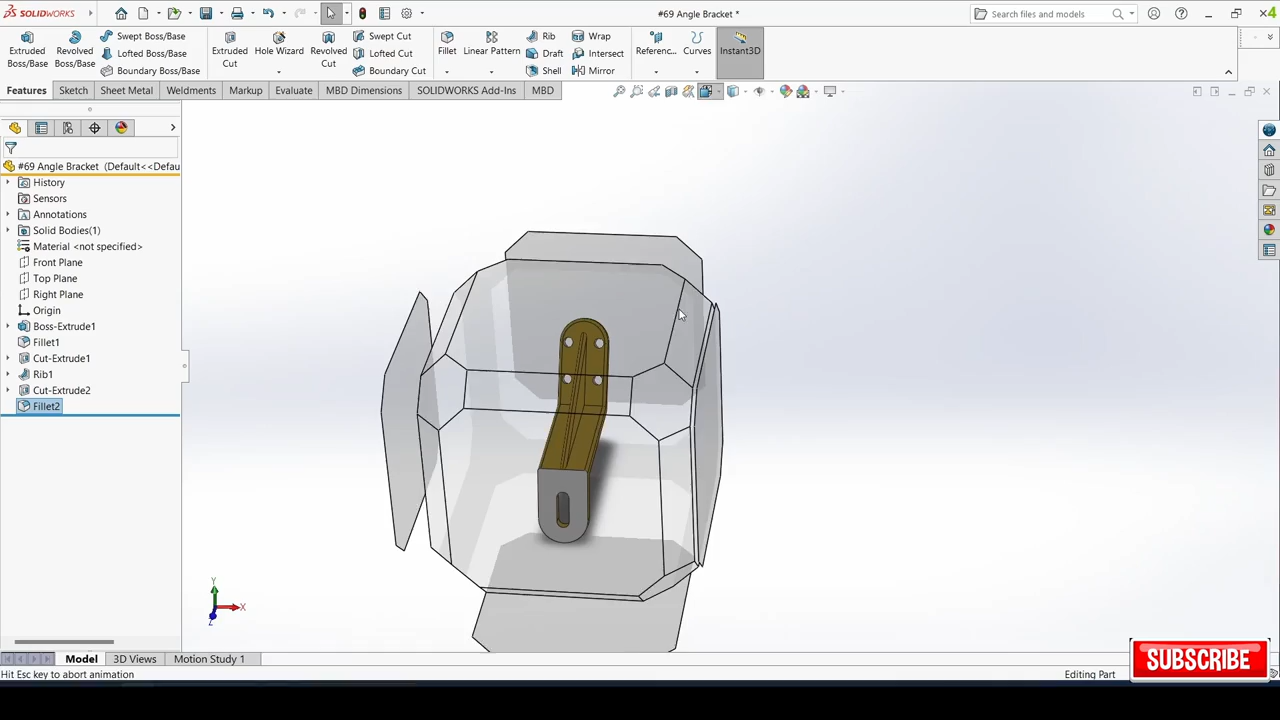 SOLIDWORKS
#69 Angle Bracket *
Search files and models
4
Extruded Boss/Base
Revolved Boss/Base
Swept Boss/Base
Lofted Boss/Base
Boundary Boss/Base
Extruded Cut
Hole Wizard
Revolved Cut
Swept Cut
Lofted Cut
Boundary Cut
Fillet
Linear Pattern
Rib
Draft
Shell
Wrap
Intersect
Mirror
Referenc...
Curves
Instant3D
Features
Sketch
Sheet Metal
Weldments
Markup
Evaluate
MBD Dimensions
SOLIDWORKS Add-Ins
MBD
#69 Angle Bracket (Default<<Defau
History
Sensors
Annotations
Solid Bodies(1)
Material <not specified>
Front Plane
Top Plane
Right Plane
Origin
Boss-Extrude1
Fillet1
Cut-Extrude1
Rib1
Cut-Extrude2
Fillet2
Y
X
Z
Model
3D Views
Motion Study 1
Hit Esc key to abort animation
Editing Part
SUBSCRIBE